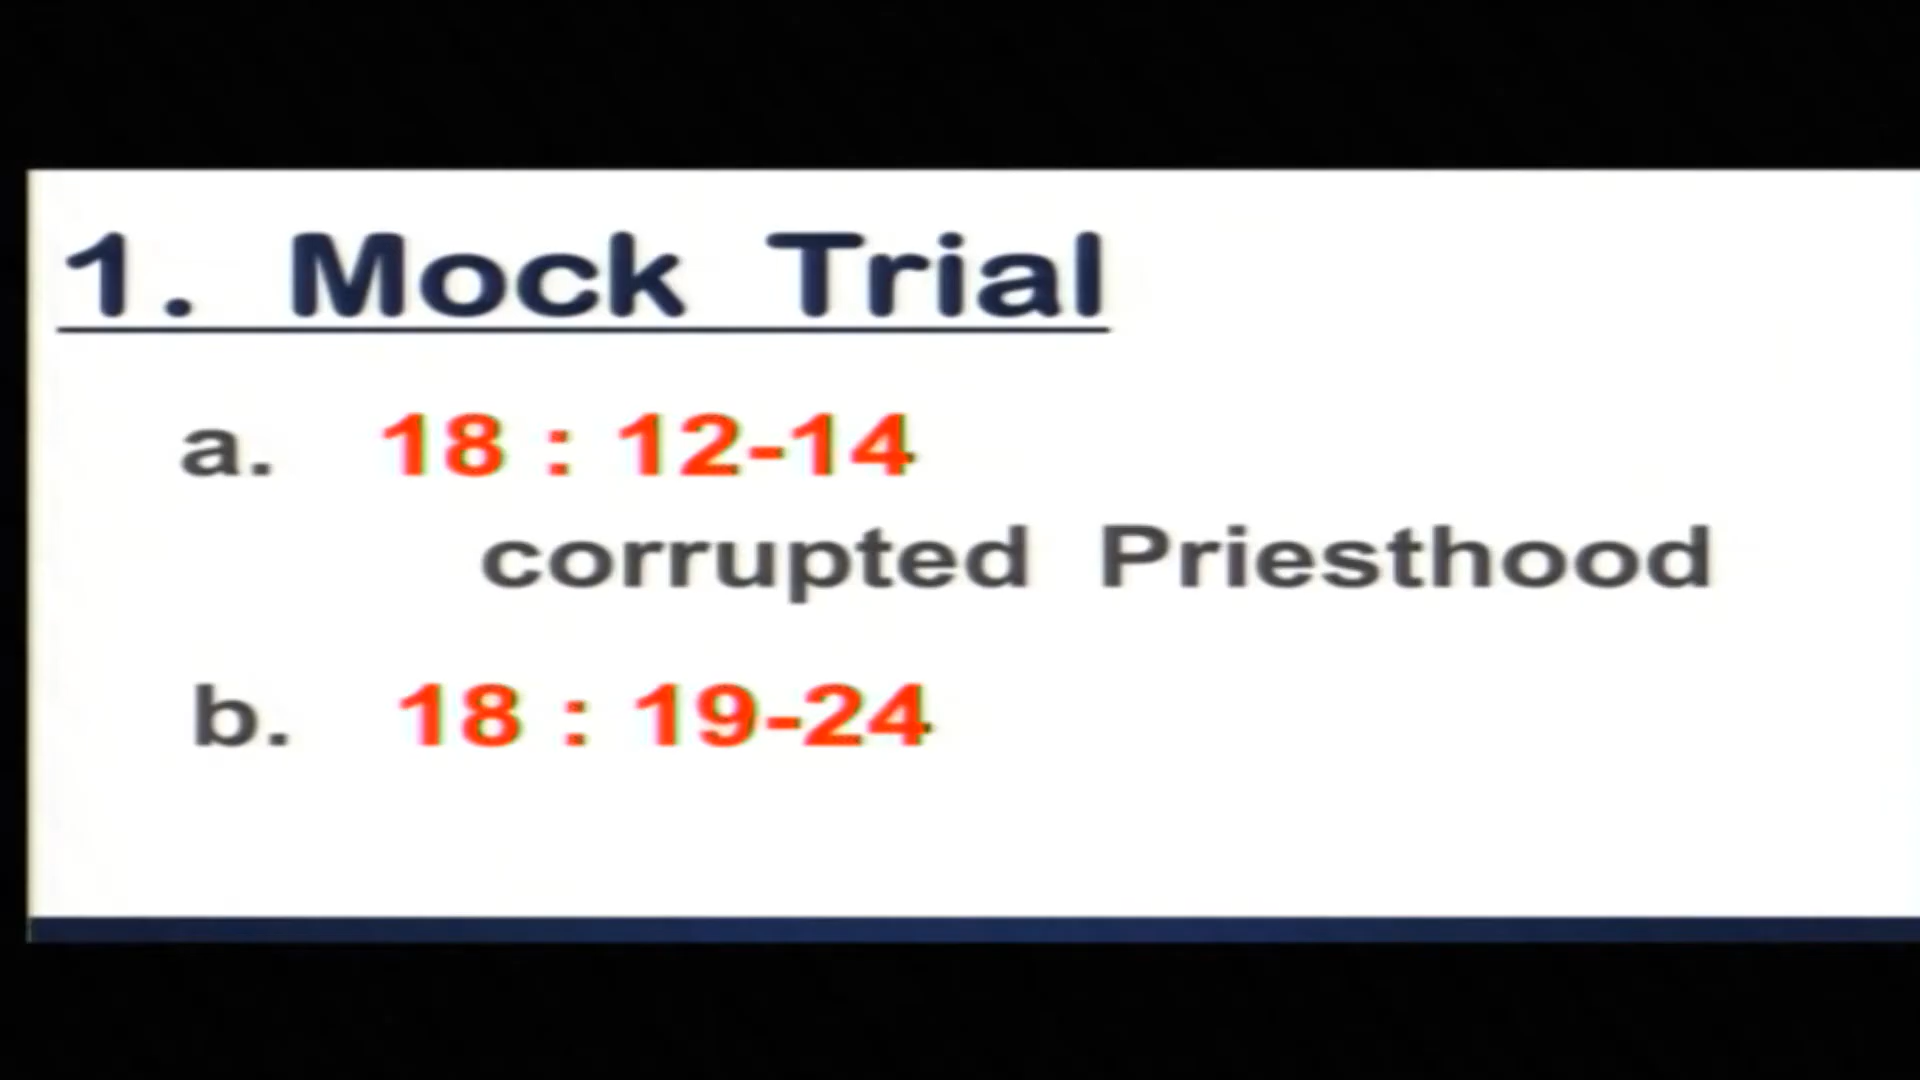 1. Mock Trial
a. 18 : 12-14
corrupted Priesthood
b. 18 : 19-24